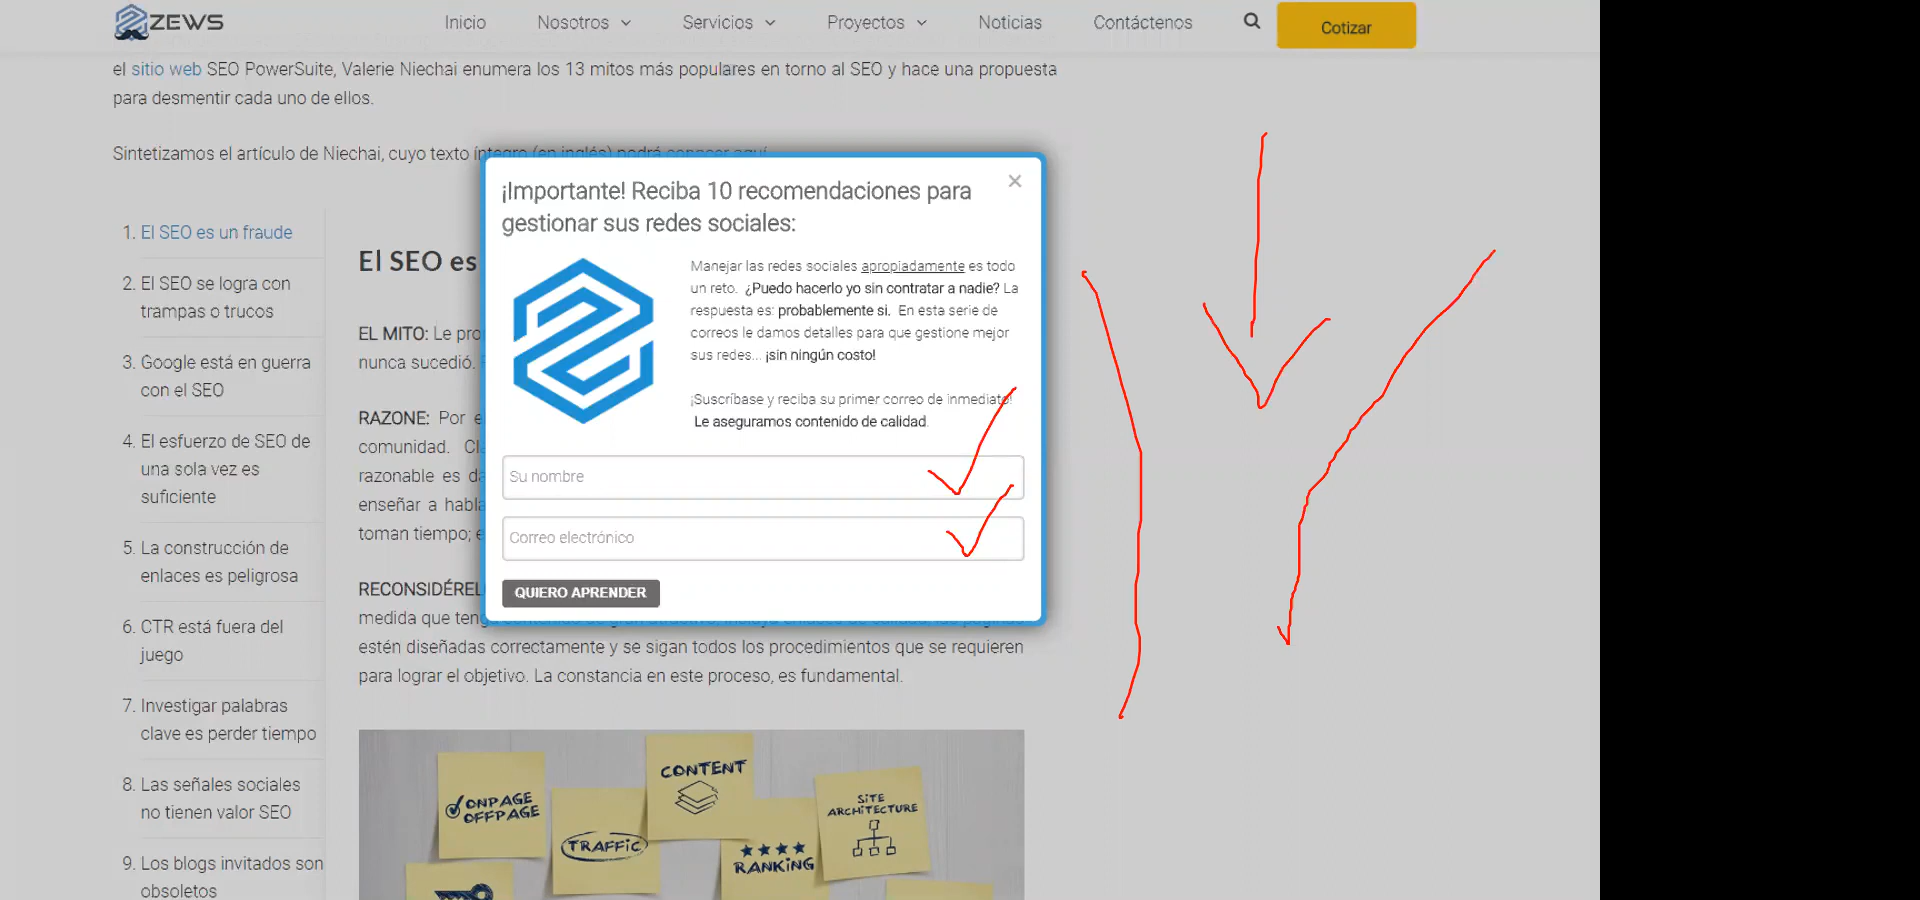 ZEWS
Inicio
Nosotros
Servicios
Proyectos
Noticias
Contáctenos
Cotizar
el sitio web SEO PowerSuite, Valerie Niechai enumera los 13 mitos más populares en torno al SEO y hace una propuesta
para desmentir cada uno de ellos.
Sintetizamos el artículo de Niechai, cuyo texto íntegro (en inglés) podrá conocer aquí
1. El SEO es un fraude
2. El SEO se logra con
trampas o trucos
3. Google está en guerra
con el SEO
4. El esfuerzo de SEO de
una sola vez es
suficiente
5. La construcción de
enlaces es peligrosa
6. CTR está fuera del
juego
7. Investigar palabras
clave es perder tiempo
8. Las señales sociales
no tienen valor SEO
9. Los blogs invitados son
obsoletos
El SEO es
EL MITO: Le pro
nunca sucedió.
RAZONE: Por e
comunidad. Cl
razonable es da
enseñar a habla
toman tiempo; e
RECONSIDÉREL
medida que teng
estén diseñadas correctamente y se sigan todos los procedimientos que se requieren
para lograr el objetivo. La constancia en este proceso, es fundamental.
¡Importante! Reciba 10 recomendaciones para
gestionar sus redes sociales:
×
Manejar las redes sociales apropiadamente es todo
un reto. ¿Puedo hacerlo yo sin contratar a nadie? La
respuesta es: probablemente si. En esta serie de
correos le damos detalles para que gestione mejor
sus redes... ¡sin ningún costo!
¡Suscríbase y reciba su primer correo de inmediato!
Le aseguramos contenido de calidad.
Su nombre
Correo electrónico
QUIERO APRENDER
ONPAGE
OFFPAGE
TRAFFIC
CONTENT
RANKING
SITE
ARCHITECTURE